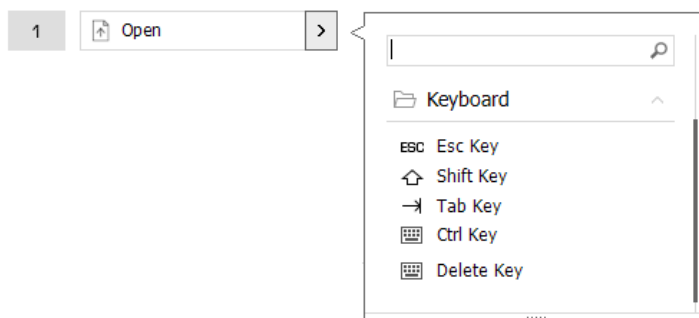 1 Open >
Keyboard
ESC Esc Key
Shift Key
Tab Key
Ctrl Key
Delete Key